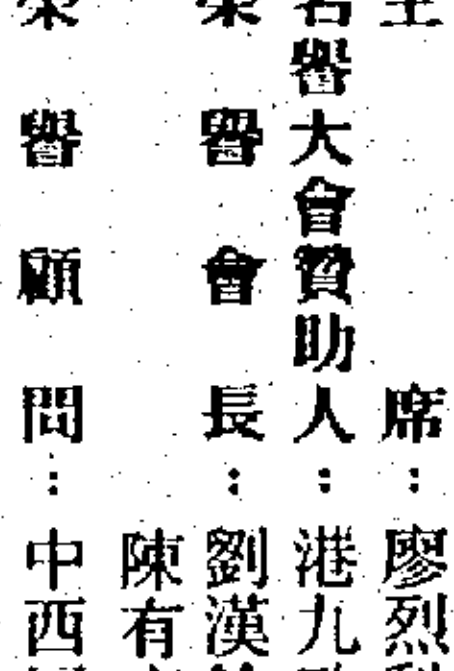 主席：廖烈
名譽大會贊助人：港九
榮譽會長：劉漢
陳有
榮譽顧問：中西